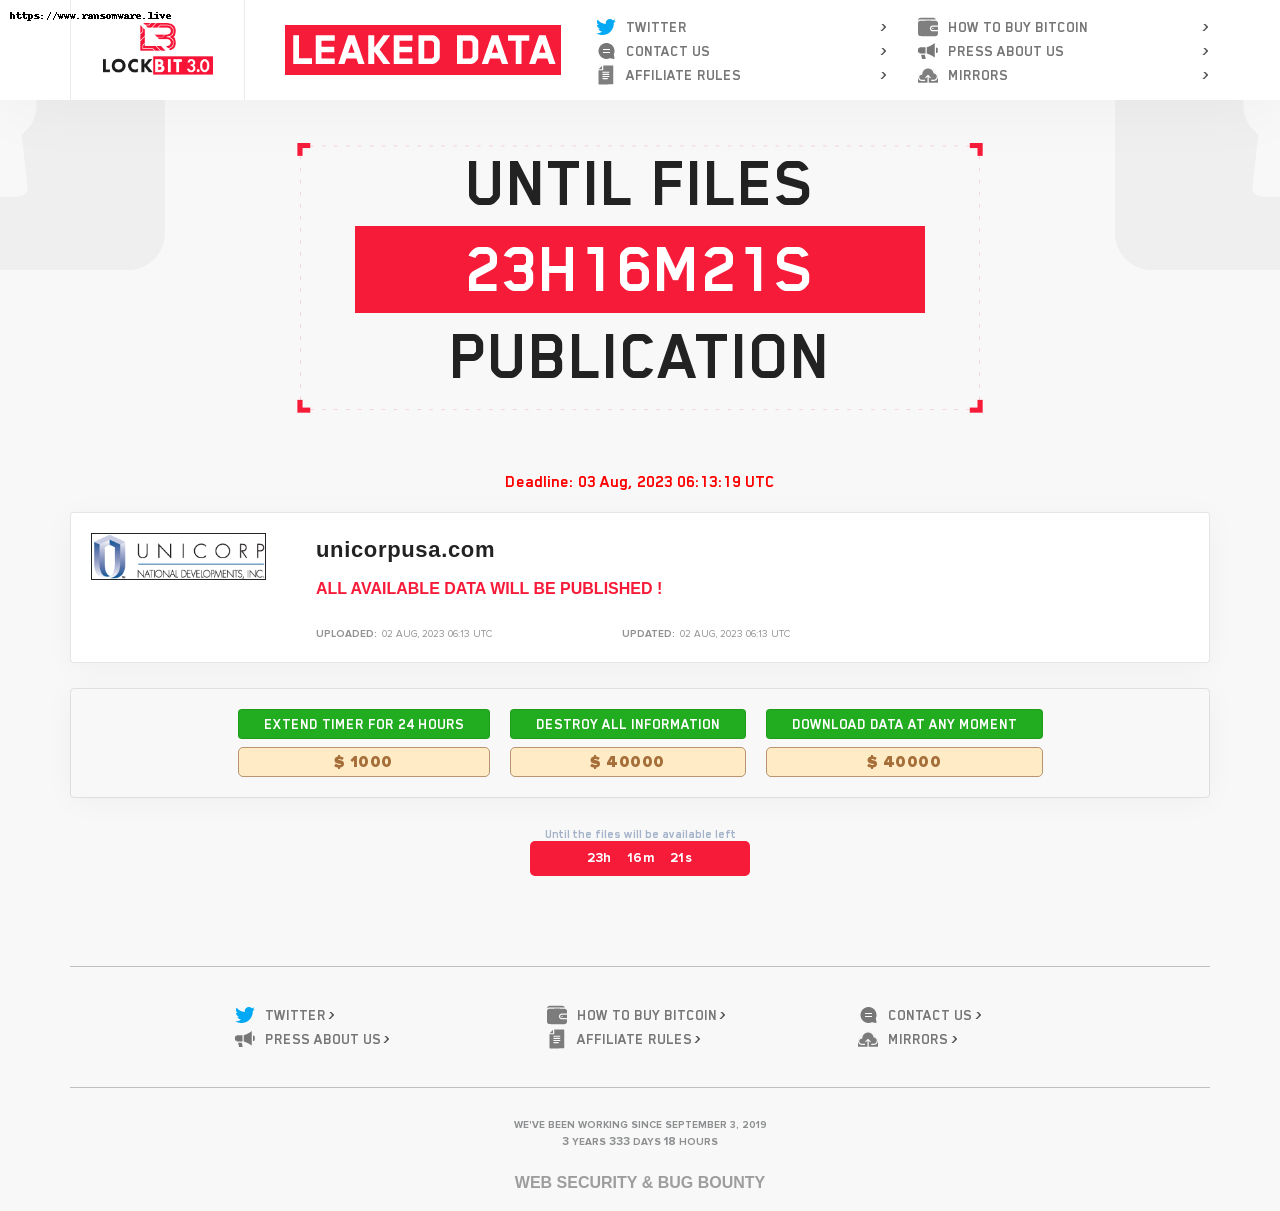 https://www.ransomware.live
LOCKBIT 3.0
LEAKED DATA
TWITTER
CONTACT US
AFFILIATE RULES
HOW TO BUY BITCOIN
PRESS ABOUT US
MIRRORS
UNTIL FILES
23H16M21S
PUBLICATION
Deadline: 03 Aug, 2023 06:13:19 UTC
UNICORP
NATIONAL DEVELOPMENTS, INC.
unicorpusa.com
ALL AVAILABLE DATA WILL BE PUBLISHED !
UPLOADED: 02 AUG, 2023 06:13 UTC
UPDATED: 02 AUG, 2023 06:13 UTC
EXTEND TIMER FOR 24 HOURS
$ 1000
DESTROY ALL INFORMATION
$ 40000
DOWNLOAD DATA AT ANY MOMENT
$ 40000
Until the files will be available left
23h 16m 21s
TWITTER
PRESS ABOUT US
HOW TO BUY BITCOIN
AFFILIATE RULES
CONTACT US
MIRRORS
WE'VE BEEN WORKING SINCE SEPTEMBER 3, 2019
3 YEARS 333 DAYS 18 HOURS
WEB SECURITY & BUG BOUNTY